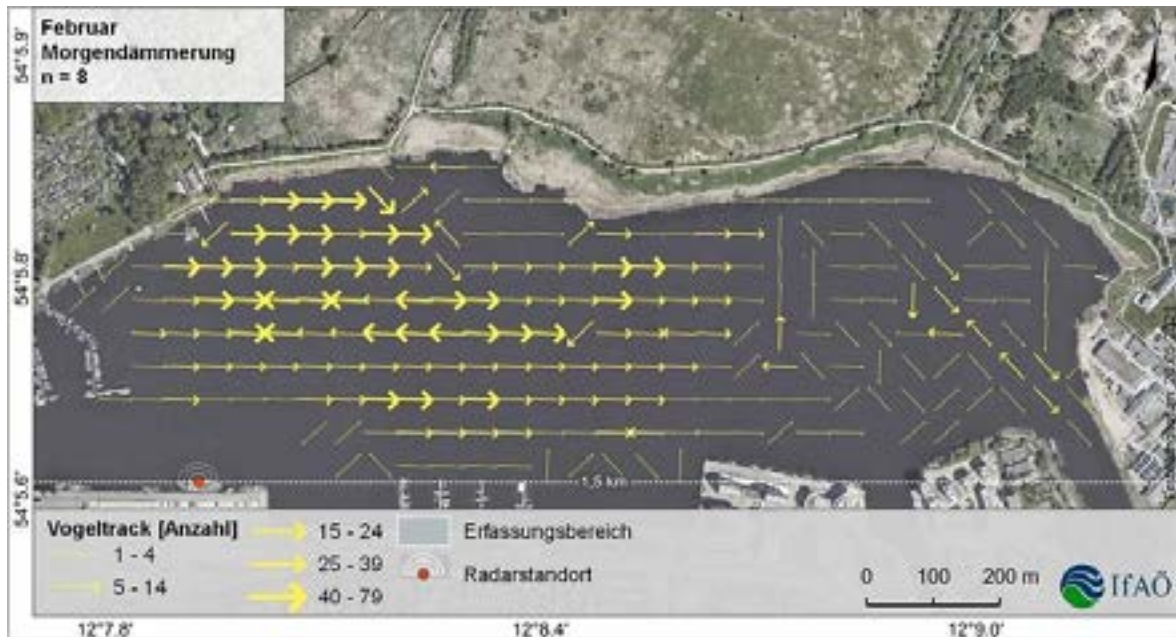 Februar
Morgendämmerung
n = 8
54°5.9'
54°5.8'
54°5.6'
1,5 km
Vogeltrack [Anzahl]
1 - 4
5 - 14
15 - 24
25 - 39
40 - 79
Erfassungsbereich
Radarstandort
0 100 200 m
IfAÖ
12°7.8' 12°8.4' 12°9.0'